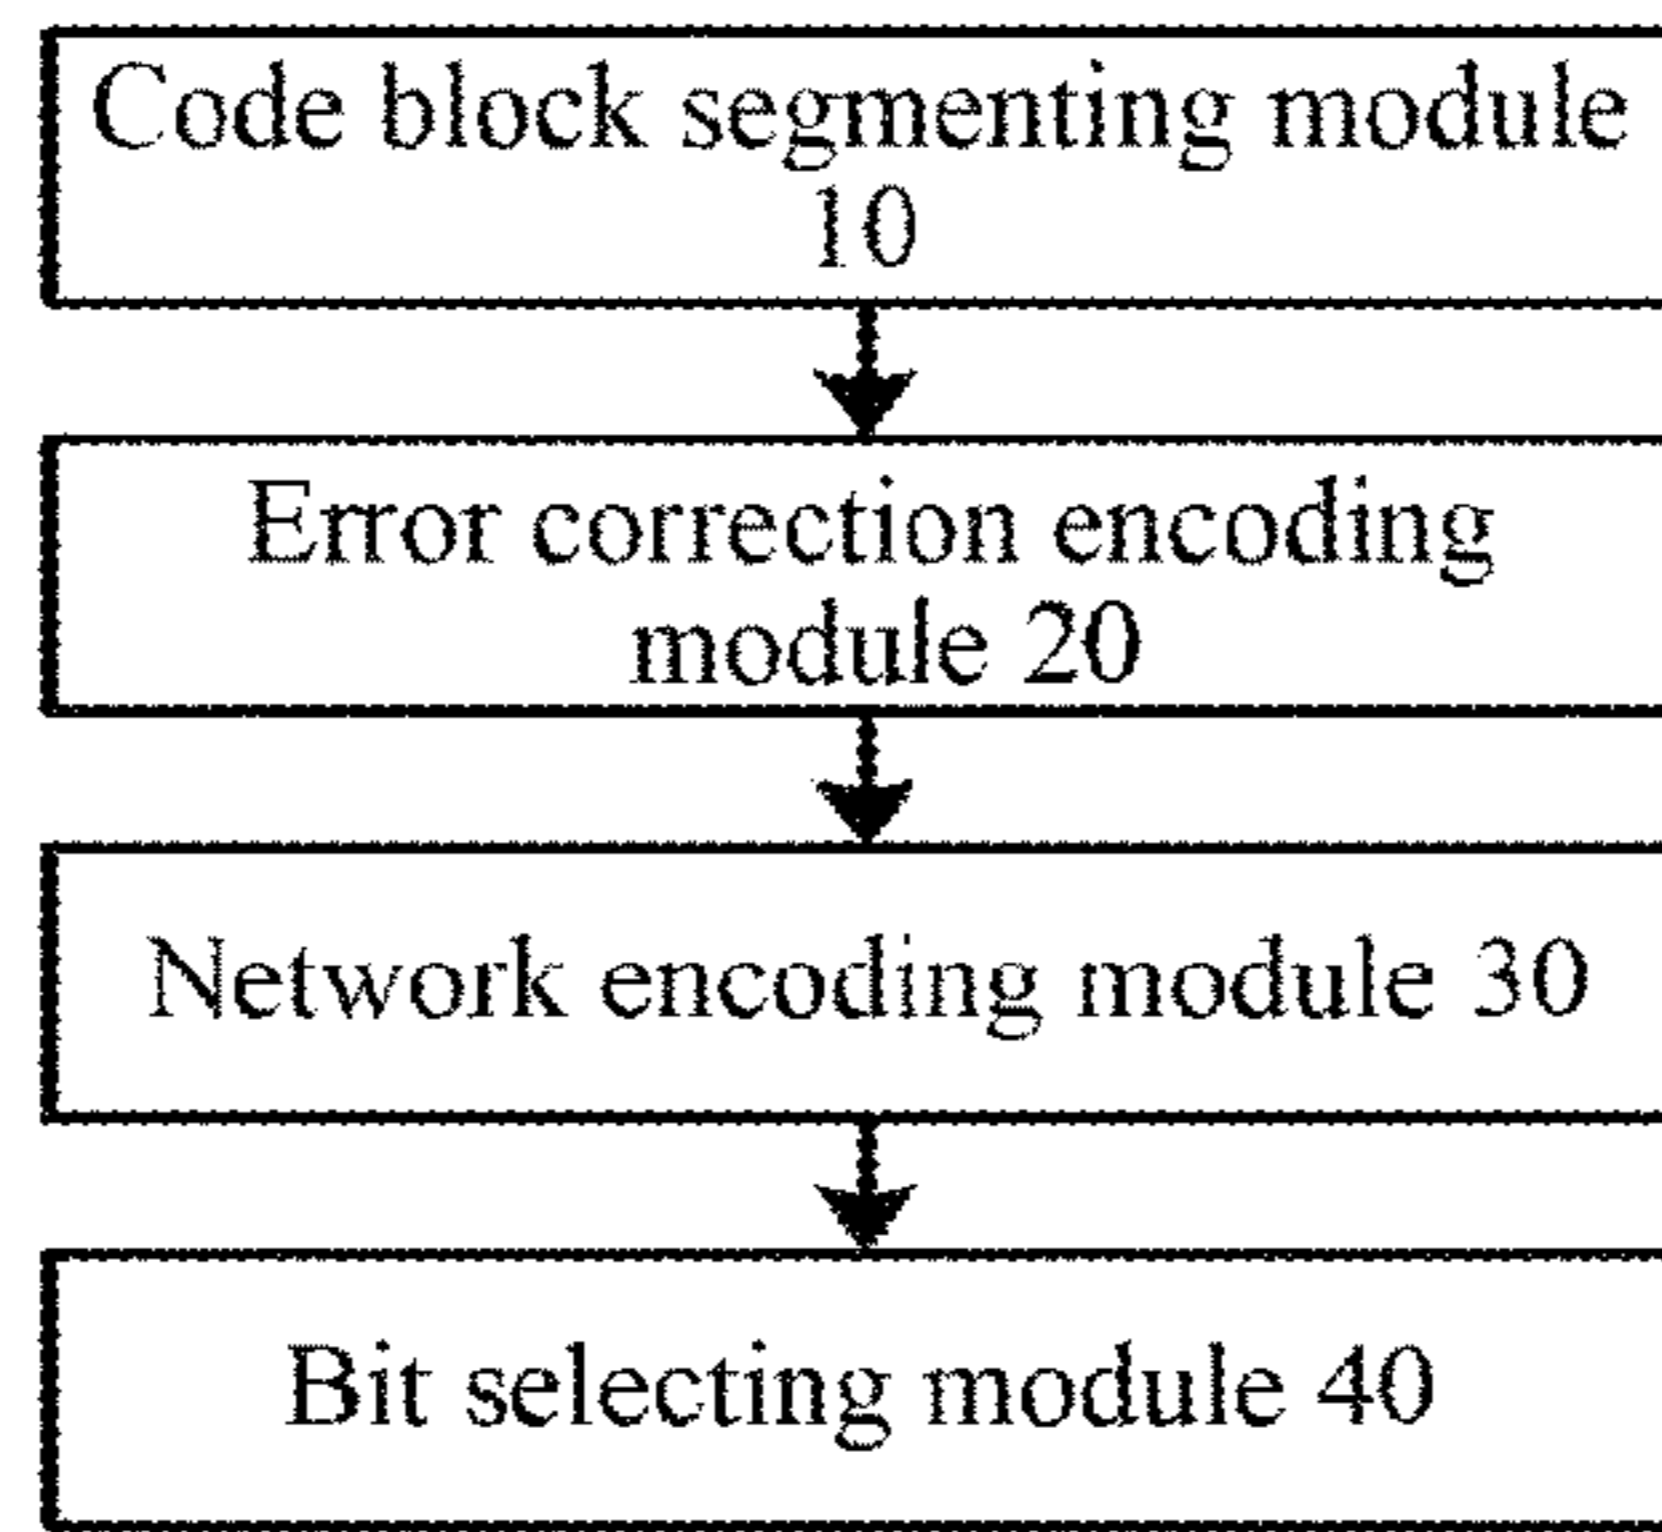 Code block segmenting module
10
Error correction encoding
module 20
Network encoding module 30
Bit selecting module 40